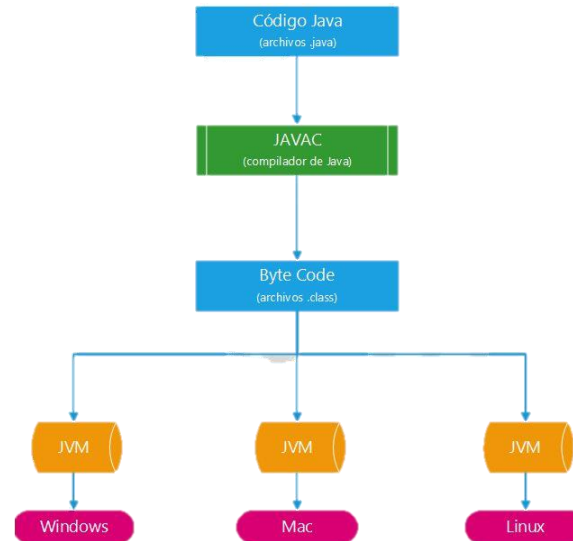 Código Java
(archivos .java)
JAVAC
(compilador de Java)
Byte Code
(archivos .class)
JVM
JVM
JVM
Windows
Mac
Linux